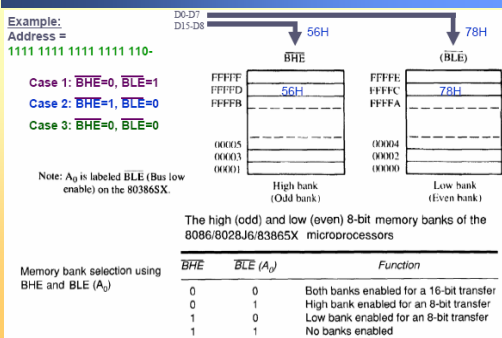 Example:
Address =
1111 1111 1111 1111 110-
Case 1: BHE=0, BLE=1
Case 2: BHE=1, BLE=0
Case 3: BHE=0, BLE=0
Note: A0 is labeled BLE (Bus low
enable) on the 80386SX.
D0-D7
D15-D8
56H
78H
BHE
(BLE)
FFFFF
FFFFD
FFFFB
56H
00005
00003
00001
High bank
(Odd bank)
FFFFE
FFFFC
FFFFA
78H
00004
00002
00000
Low bank
(Even bank)
The high (odd) and low (even) 8-bit memory banks of the
8086/8028J6/83865X microprocessors
Memory bank selection using
BHE and BLE (A0)
BHE BLE (A0) Function
0 0 Both banks enabled for a 16-bit transfer
0 1 High bank enabled for an 8-bit transfer
1 0 Low bank enabled for an 8-bit transfer
1 1 No banks enabled